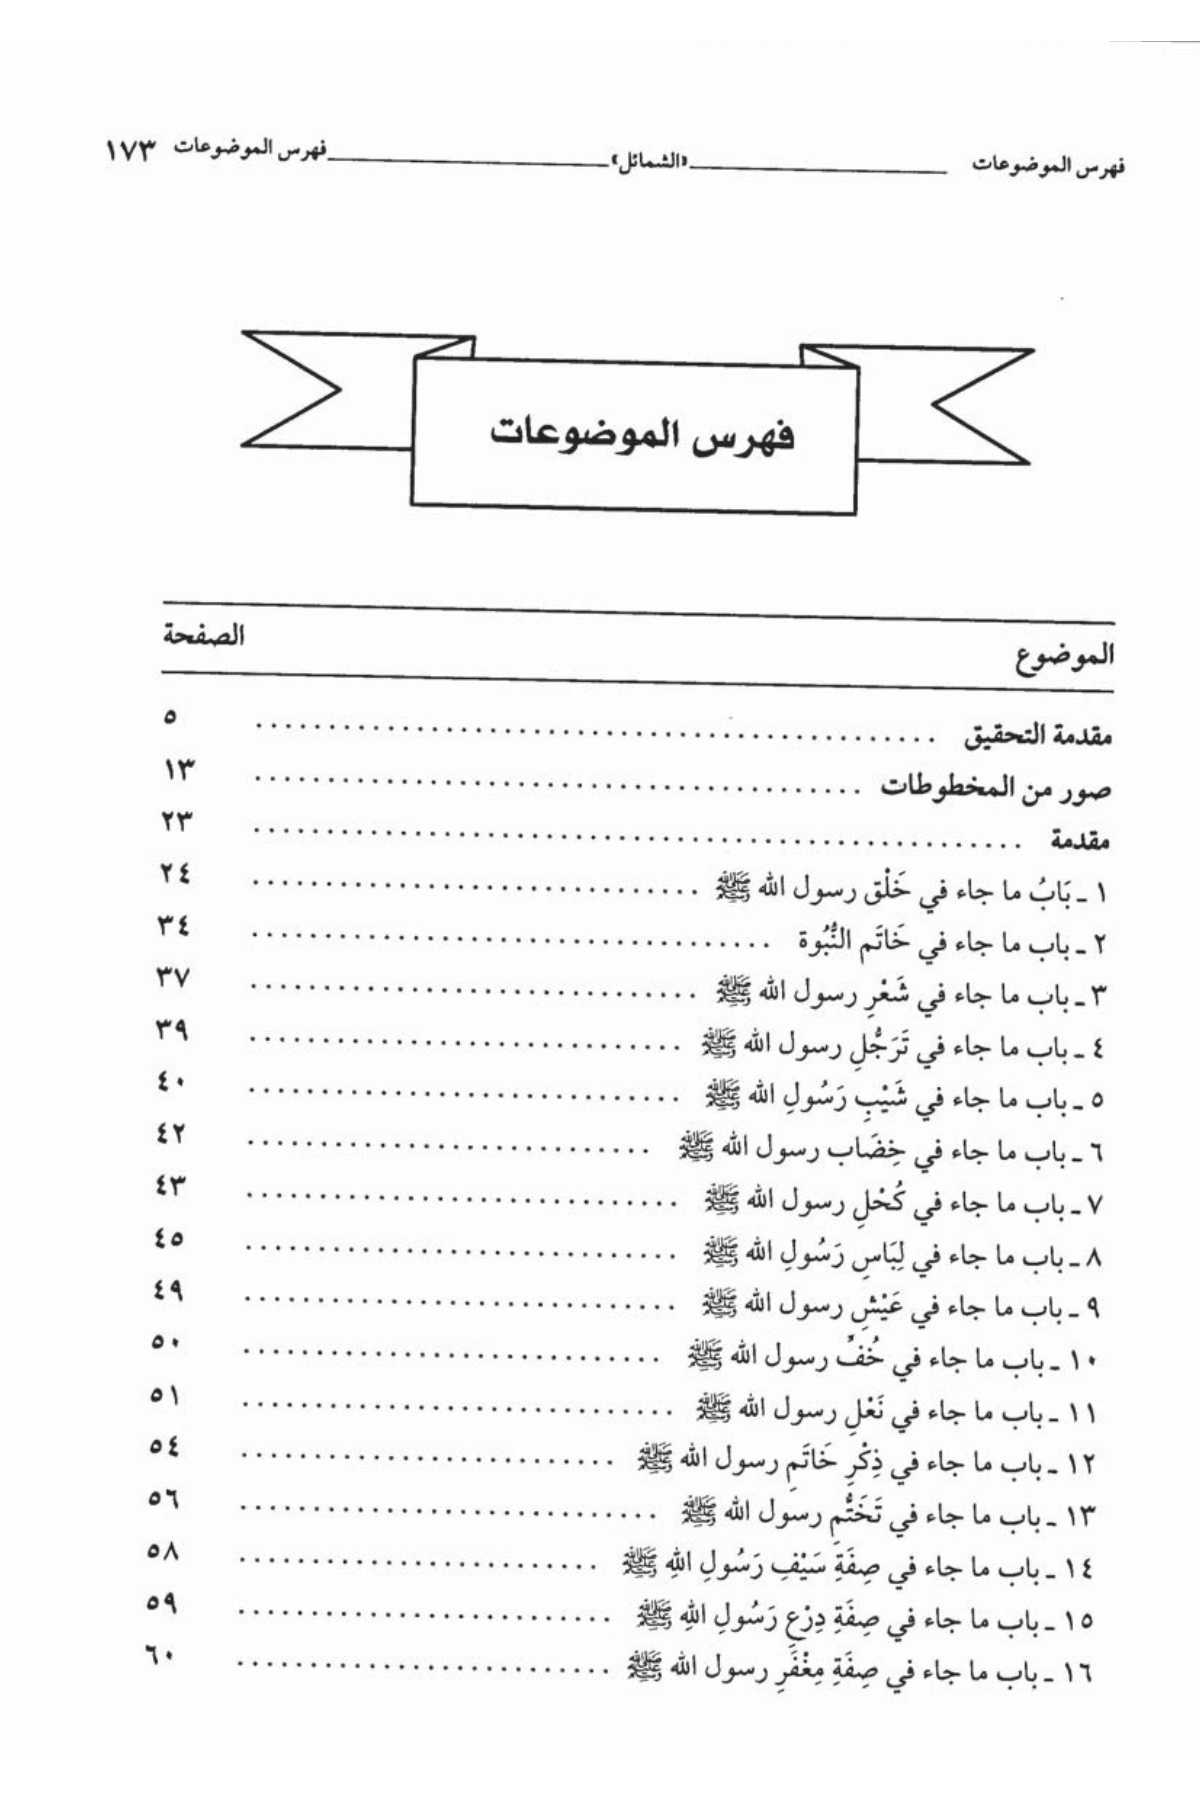 فهرس الموضوعات «الشمائل» فهرس الموضوعات ١٧٣
فهرس الموضوعات
الموضوع الصفحة
مقدمة التحقيق ................................................ ٥
صور من المخطوطات .......................................... ١٣
مقدمة ...................................................... ٢٣
١ ـ بَابُ ما جاء في خَلْق رسول الله ﷺ ............................... ٢٤
٢ ـ باب ما جاء في خَاتَم النُّبُوة .................................... ٣٤
٣ ـ باب ما جاء في شَعْرِ رسول الله ﷺ ............................... ٣٧
٤ ـ باب ما جاء في تَرَجُّلِ رسول الله ﷺ .............................. ٣٩
٥ ـ باب ما جاء في شَيْبِ رَسُولِ الله ﷺ .............................. ٤٠
٦ ـ باب ما جاء في خِضَاب رسول الله ﷺ ............................ ٤٢
٧ ـ باب ما جاء في كُحْلِ رسول الله ﷺ .............................. ٤٣
٨ ـ باب ما جاء في لِبَاسِ رَسُولِ الله ﷺ .............................. ٤٥
٩ ـ باب ما جاء في عَيْشِ رسول الله ﷺ .............................. ٤٩
١٠ ـ باب ما جاء في خُفِّ رسول الله ﷺ ............................. ٥٠
١١ ـ باب ما جاء في نَعْلِ رسول الله ﷺ .............................. ٥١
١٢ ـ باب ما جاء في ذِكْرِ خَاتَمِ رسول الله ﷺ .......................... ٥٤
١٣ ـ باب ما جاء في تَخَتُّمِ رسول الله ﷺ ............................. ٥٦
١٤ ـ باب ما جاء في صِفَةِ سَيْفِ رَسُولِ اللهِ ﷺ ......................... ٥٨
١٥ ـ باب ما جاء في صِفَةِ دِرْعِ رَسُولِ اللهِ ﷺ .......................... ٥٩
١٦ ـ باب ما جاء في صِفَةِ مِغْفَرِ رسول الله ﷺ .......................... ٦٠